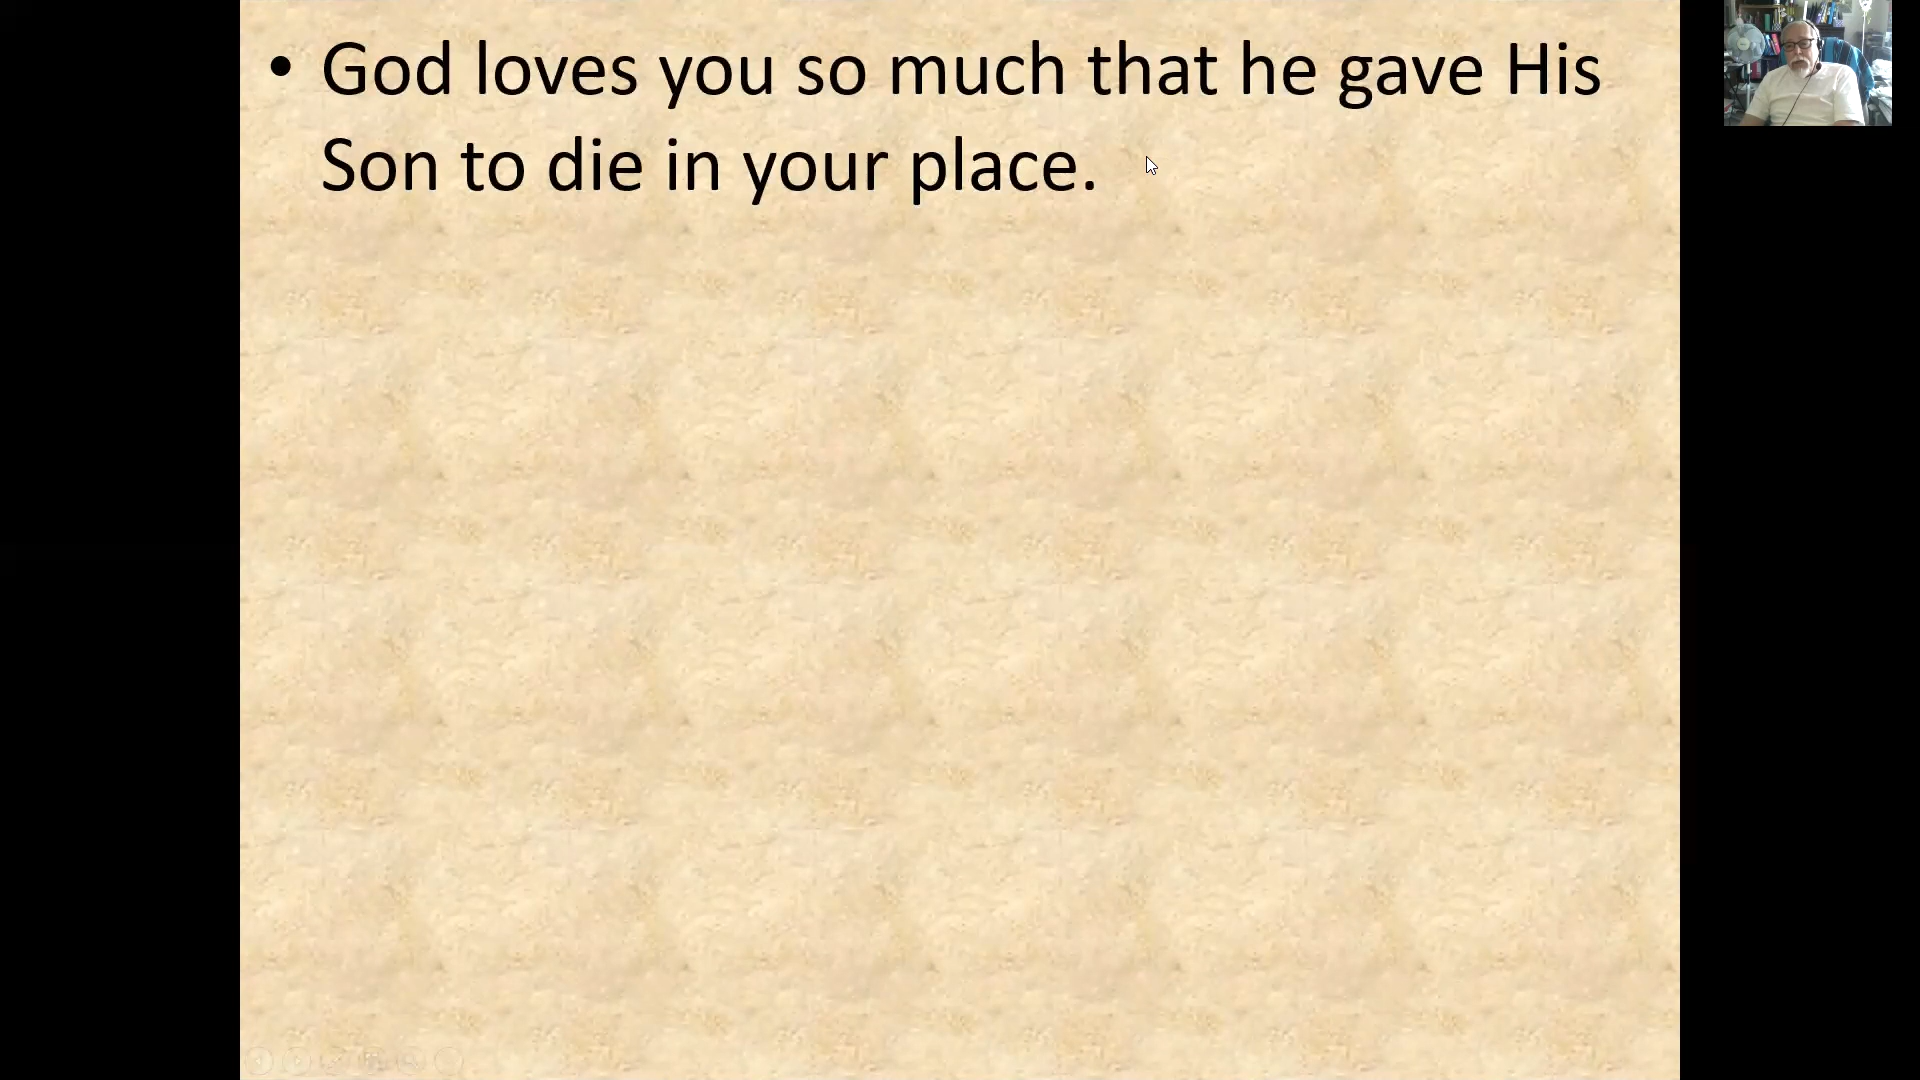 • God loves you so much that he gave His
Son to die in your place.